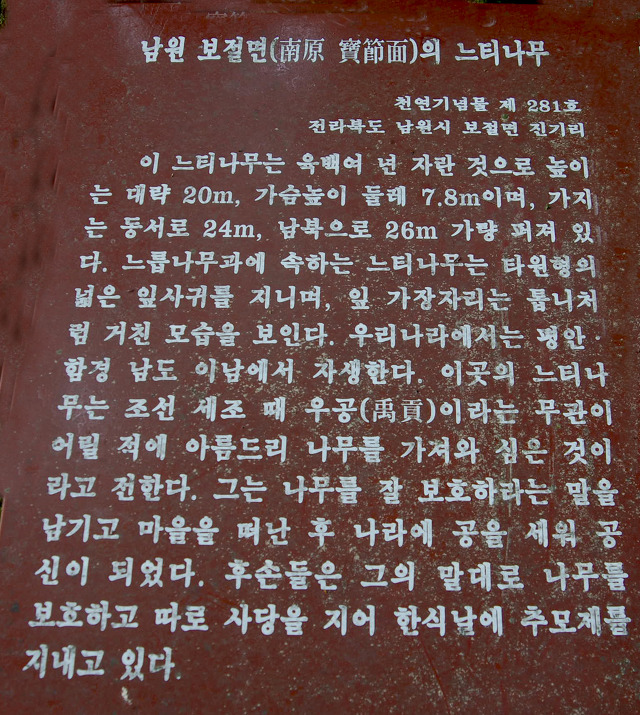 남원 보절면(南原 寶節面)의 느티나무
천연기념물 제 281호
전라북도 남원시 보절면 진기리
이 느티나무는 육백여 년 자란 것으로 높이
는 대략 20m, 가슴높이 둘레 7.8m이며, 가지
는 동서로 24m, 남북으로 26m 가량 퍼져 있
다. 느릅나무과에 속하는 느티나무는 타원형의
넓은 잎사귀를 지니며, 잎 가장자리는 톱니처
럼 거친 모습을 보인다. 우리나라에서는 평안·
함경 남도 이남에서 자생한다. 이곳의 느티나
무는 조선 세조 때 우공(禹貢)이라는 무관이
어릴 적에 아름드리 나무를 가져와 심은 것이
라고 전한다. 그는 나무를 잘 보호하라는 말을
남기고 마을을 떠난 후 나라에 공을 세워 공
신이 되었다. 후손들은 그의 말대로 나무를
보호하고 따로 사당을 지어 한식날에 추모제를
지내고 있다.